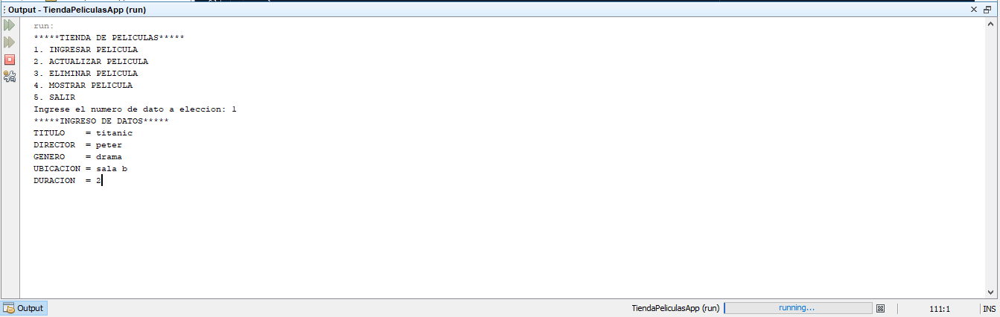 Output - TiendaPeliculasApp (run)
run:
*****TIENDA DE PELICULAS*****
1. INGRESAR PELICULA
2. ACTUALIZAR PELICULA
3. ELIMINAR PELICULA
4. MOSTRAR PELICULA
5. SALIR
Ingrese el numero de dato a eleccion: 1
*****INGRESO DE DATOS*****
TITULO    = titanic
DIRECTOR  = peter
GENERO    = drama
UBICACION = sala b
DURACION  = 2
Output
TiendaPeliculasApp (run) running... 111:1 INS